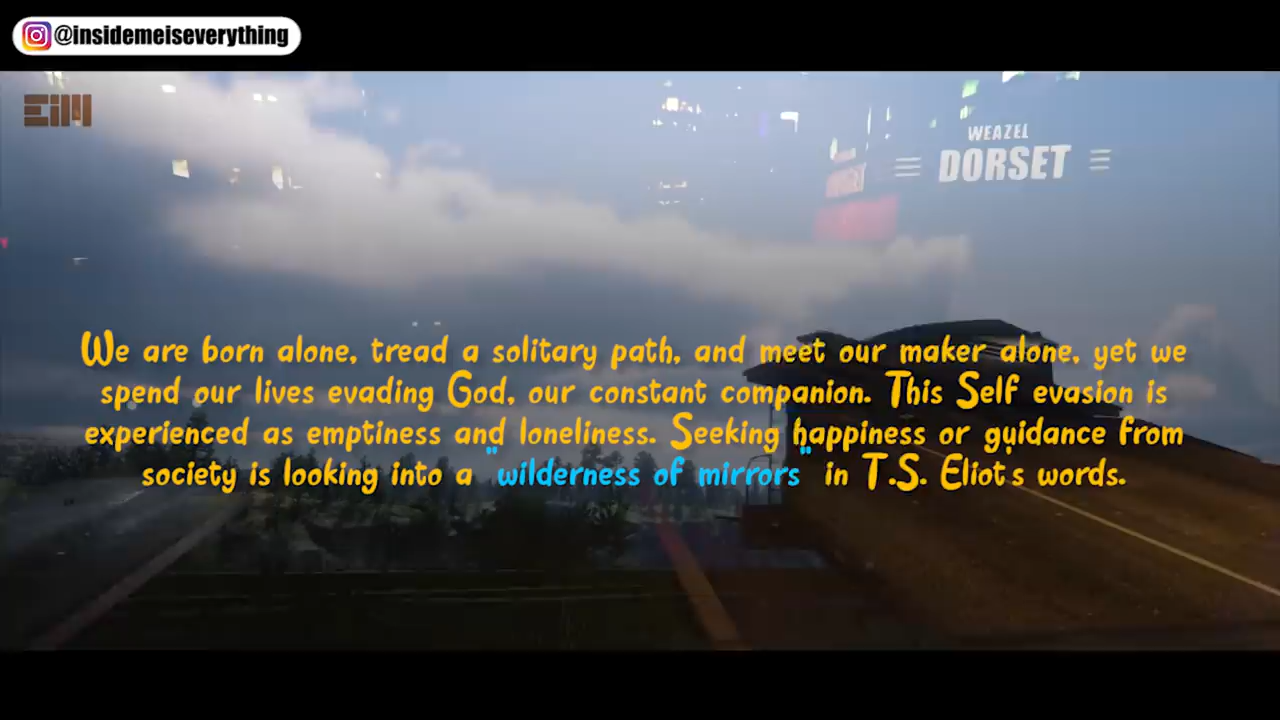 @insidemeiseverything
EiM
WEAZEL
DORSET
We are born alone, tread a solitary path, and meet our maker alone, yet we
spend our lives evading God, our constant companion. This Self evasion is
experienced as emptiness and loneliness. Seeking happiness or guidance from
society is looking into a "wilderness of mirrors" in T.S. Eliot's words.